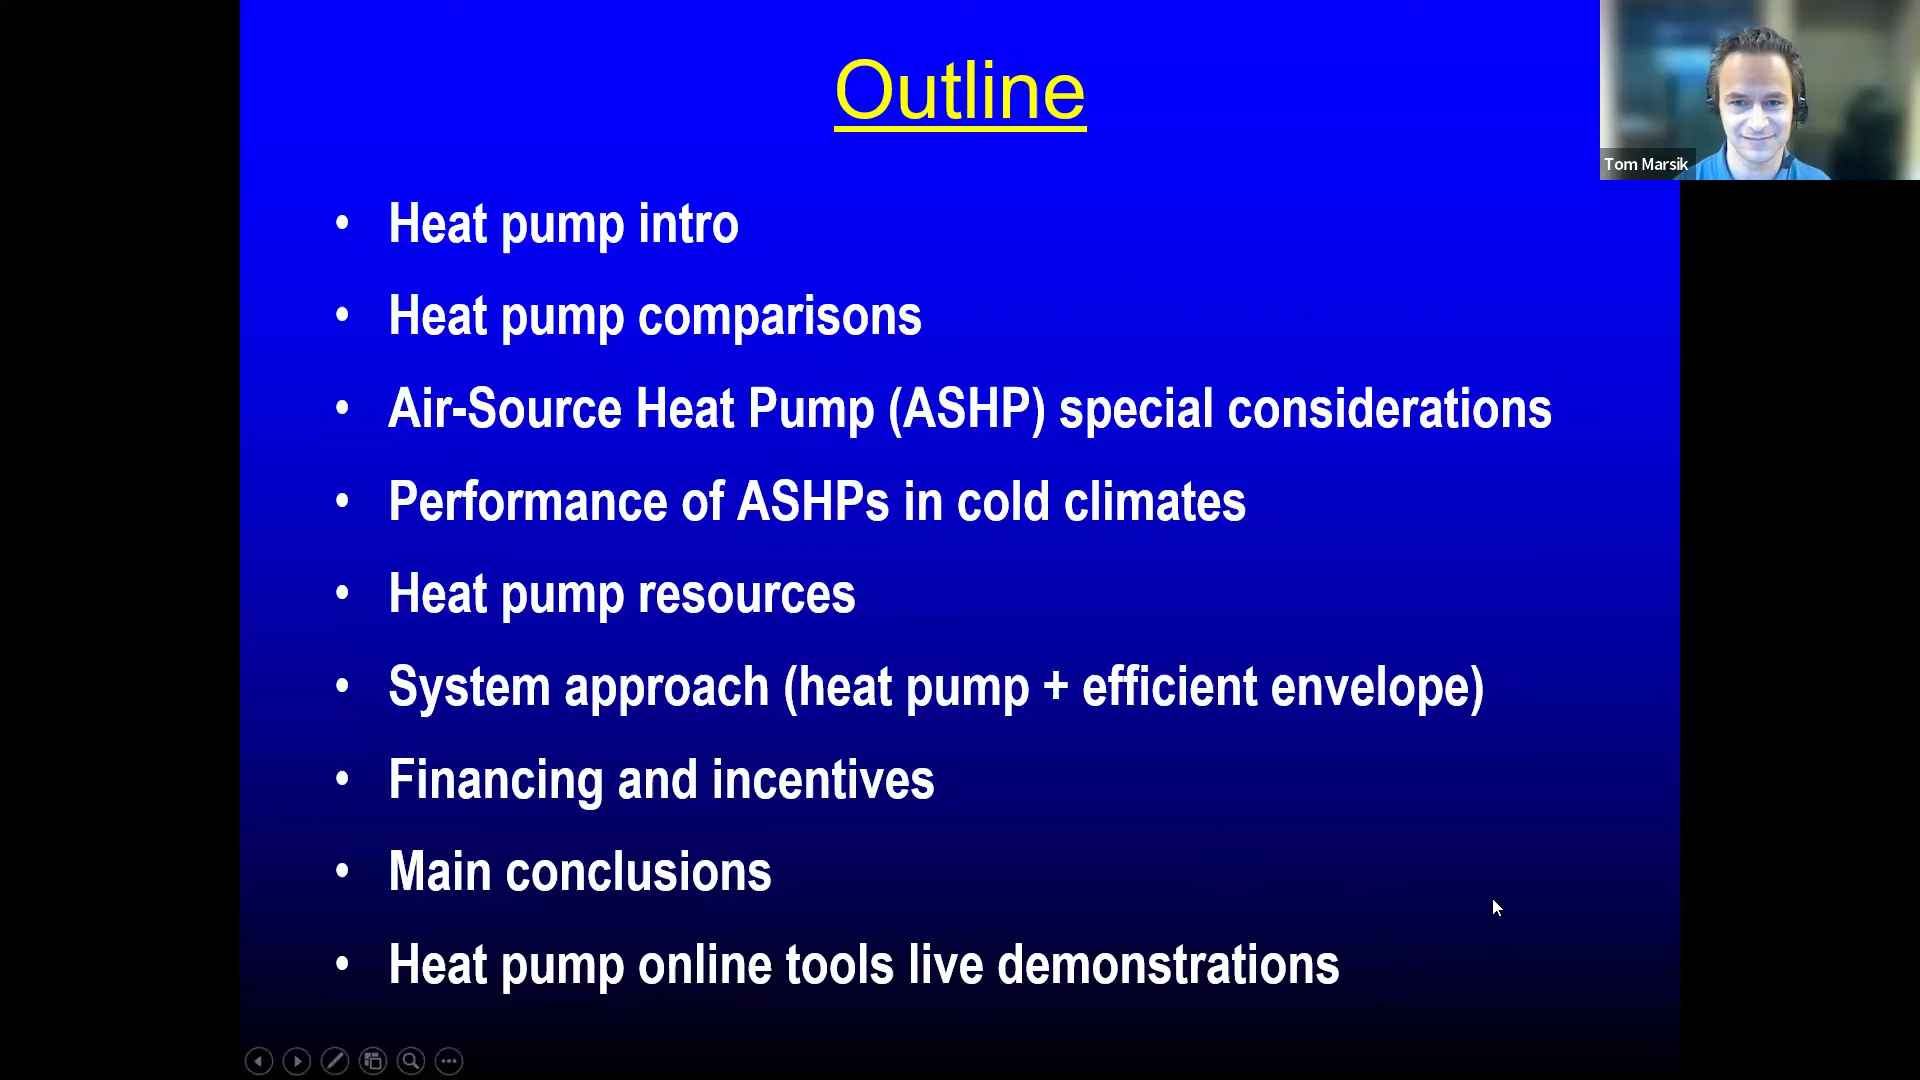 Outline
Tom Marsik
• Heat pump intro
• Heat pump comparisons
• Air-Source Heat Pump (ASHP) special considerations
• Performance of ASHPs in cold climates
• Heat pump resources
• System approach (heat pump + efficient envelope)
• Financing and incentives
• Main conclusions
• Heat pump online tools live demonstrations